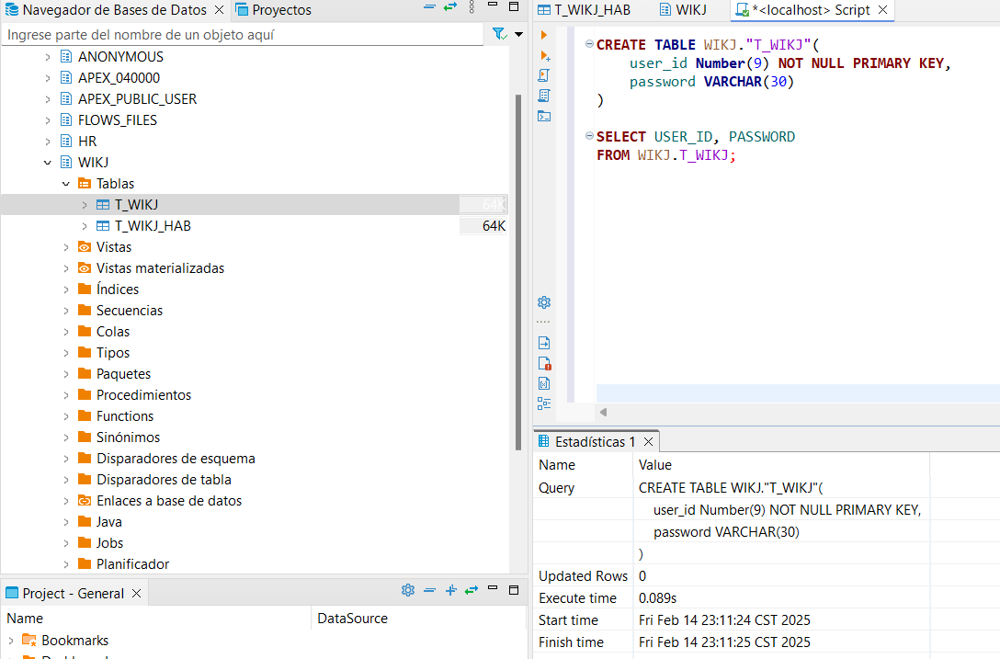 Navegador de Bases de Datos
Proyectos
Ingrese parte del nombre de un objeto aquí
ANONYMOUS
APEX_040000
APEX_PUBLIC_USER
FLOWS_FILES
HR
WIKJ
Tablas
T_WIKJ 64K
T_WIKJ_HAB 64K
Vistas
Vistas materializadas
Índices
Secuencias
Colas
Tipos
Paquetes
Procedimientos
Functions
Sinónimos
Disparadores de esquema
Disparadores de tabla
Enlaces a base de datos
Java
Jobs
Planificador
Project - General
Name DataSource
Bookmarks
T_WIKJ_HAB
WIKJ
*<localhost> Script
CREATE TABLE WIKJ."T_WIKJ"(
user_id Number(9) NOT NULL PRIMARY KEY,
password VARCHAR(30)
)
SELECT USER_ID, PASSWORD
FROM WIKJ.T_WIKJ;
Estadísticas 1
Name Value
Query CREATE TABLE WIKJ."T_WIKJ"(
user_id Number(9) NOT NULL PRIMARY KEY,
password VARCHAR(30)
)
Updated Rows 0
Execute time 0.089s
Start time Fri Feb 14 23:11:24 CST 2025
Finish time Fri Feb 14 23:11:25 CST 2025